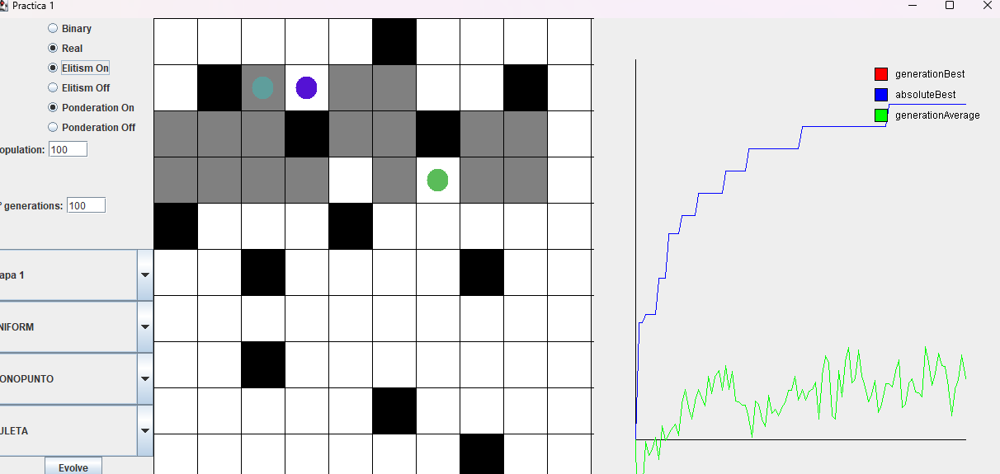 Practica 1
Binary
Real
Elitism On
Elitism Off
Ponderation On
Ponderation Off
opulation: 100
generations: 100
apa 1
NIFORM
ONOPUNTO
ULETA
Evolve
generationBest
absoluteBest
generationAverage